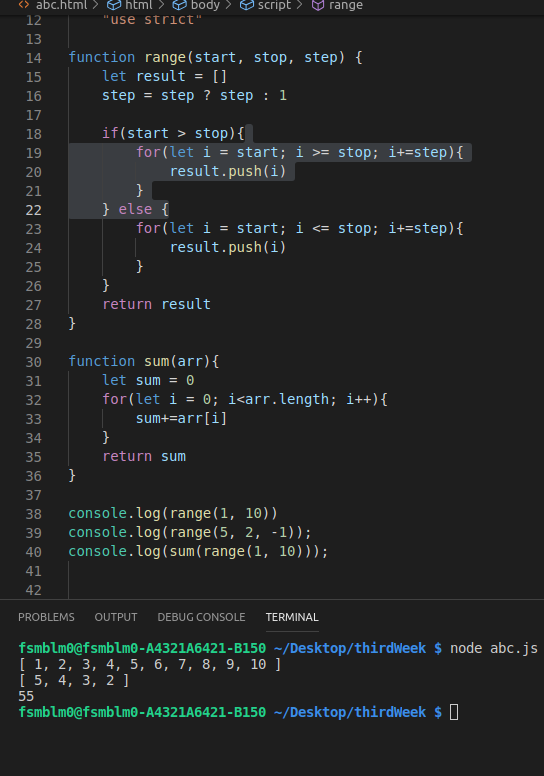 abc.html > html > body > script > range
12 "use strict"
13
14 function range(start, stop, step) {
15 let result = []
16 step = step ? step : 1
17
18 if(start > stop){
19 for(let i = start; i >= stop; i+=step){
20 result.push(i)
21 }
22 } else {
23 for(let i = start; i <= stop; i+=step){
24 result.push(i)
25 }
26 }
27 return result
28 }
29
30 function sum(arr){
31 let sum = 0
32 for(let i = 0; i<arr.length; i++){
33 sum+=arr[i]
34 }
35 return sum
36 }
37
38 console.log(range(1, 10))
39 console.log(range(5, 2, -1));
40 console.log(sum(range(1, 10)));
41
42
PROBLEMS OUTPUT DEBUG CONSOLE TERMINAL
fsmblm0@fsmblm0-A4321A6421-B150 ~/Desktop/thirdWeek $ node abc.js
[ 1, 2, 3, 4, 5, 6, 7, 8, 9, 10 ]
[ 5, 4, 3, 2 ]
55
fsmblm0@fsmblm0-A4321A6421-B150 ~/Desktop/thirdWeek $